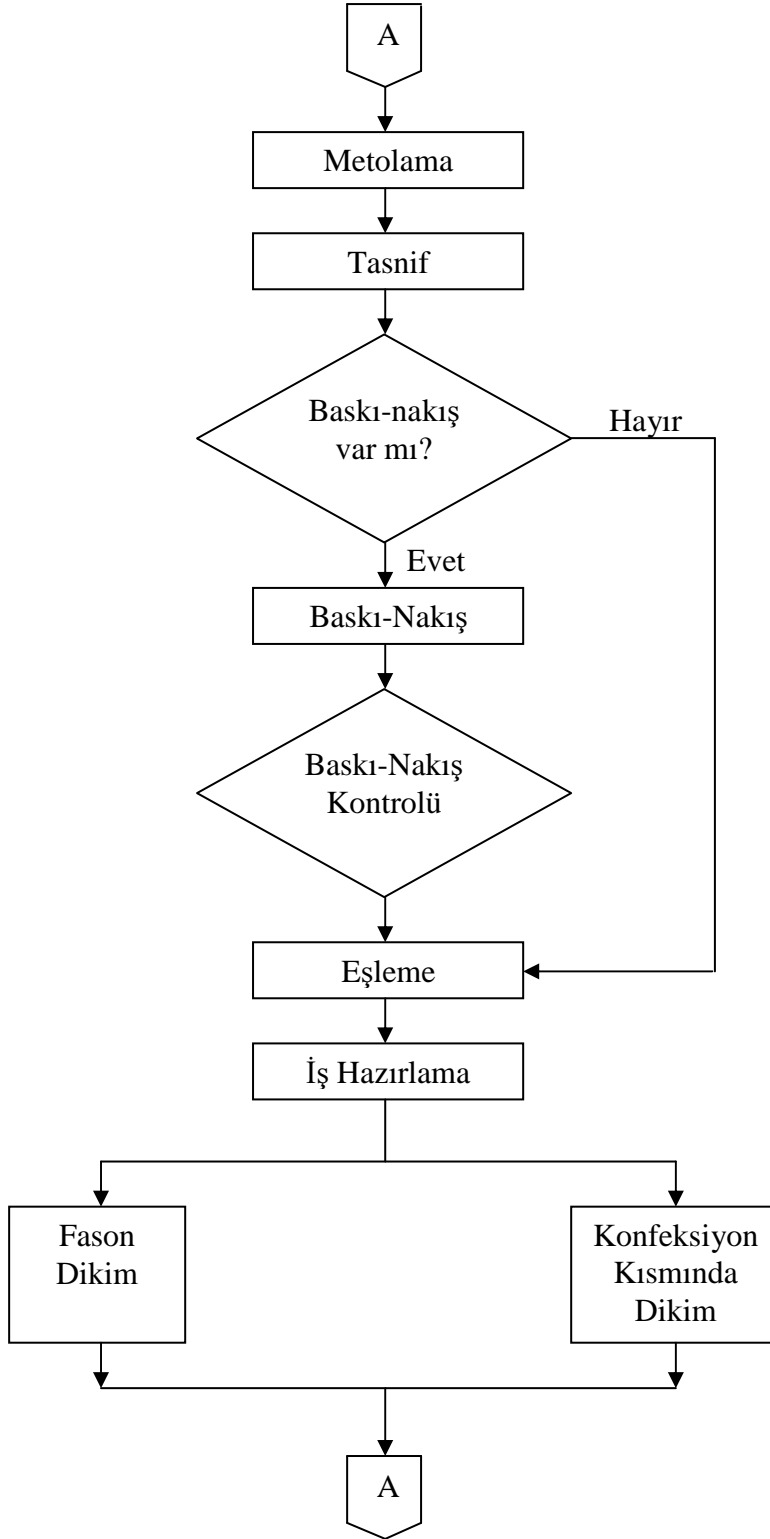 A
Metolama
Tasnif
Baskı-nakış
var mı?
Hayır
Evet
Baskı-Nakış
Baskı-Nakış
Kontrolü
Eşleme
İş Hazırlama
Fason
Dikim
Konfeksiyon
Kısmında
Dikim
A